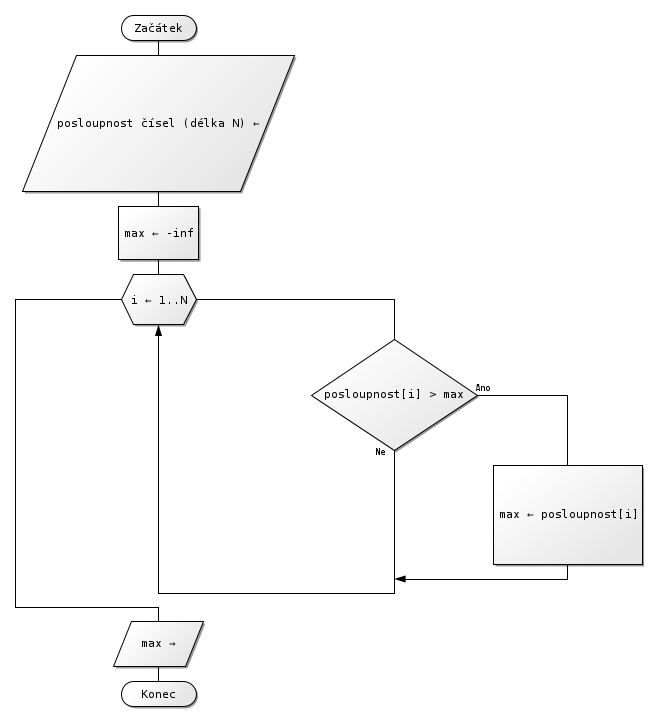 Začátek
posloupnost čísel (délka N) ←
max ← -inf
i ← 1..N
posloupnost[i] > max
Ano
Ne
max ← posloupnost[i]
max →
Konec